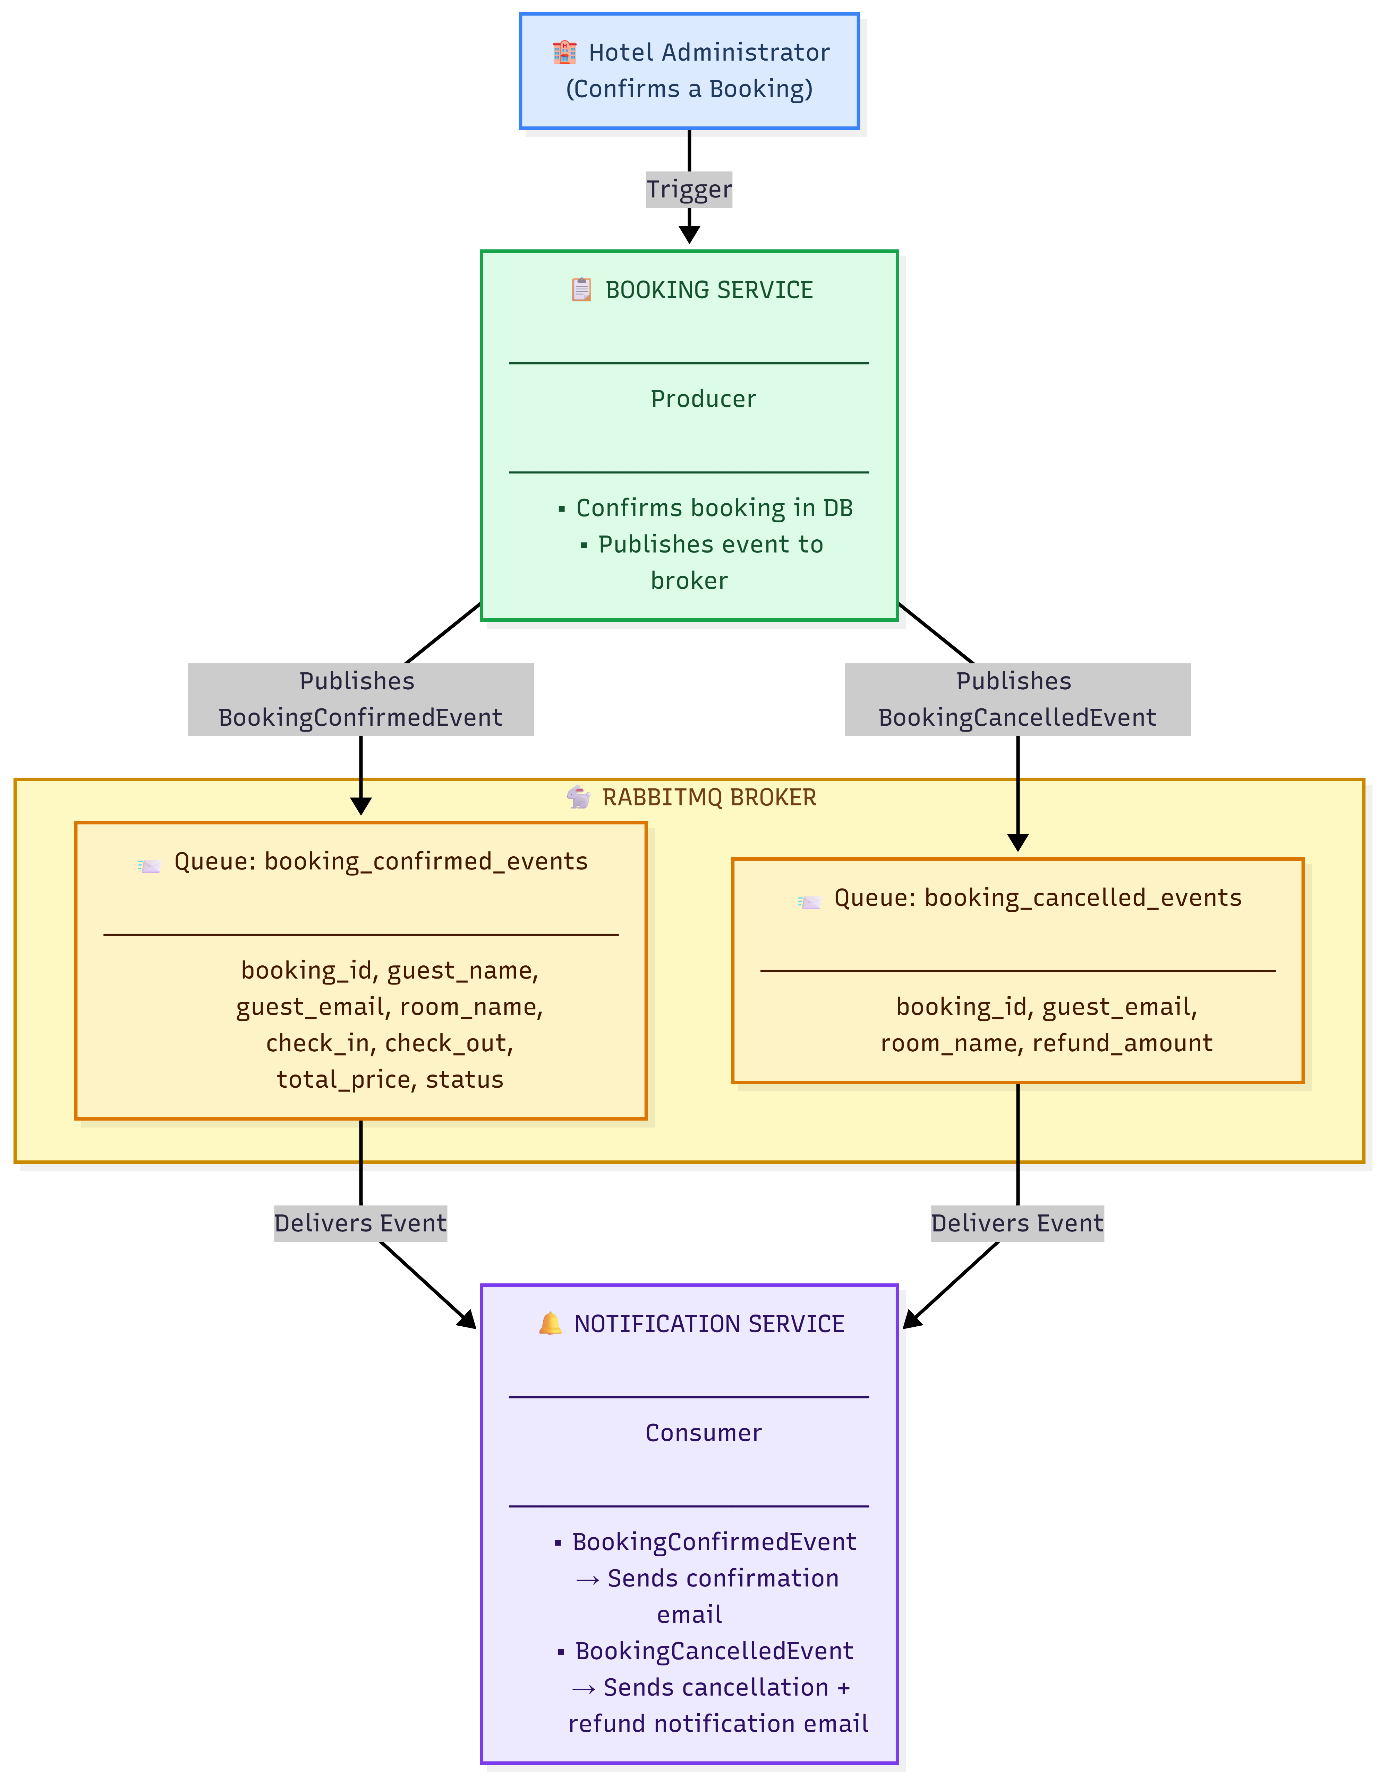 🏨 Hotel Administrator
(Confirms a Booking)
Trigger
📋 BOOKING SERVICE
Producer
▪ Confirms booking in DB
▪ Publishes event to
broker
Publishes
BookingConfirmedEvent
Publishes
BookingCancelledEvent
🐇 RABBITMQ BROKER
📨 Queue: booking_confirmed_events
booking_id, guest_name,
guest_email, room_name,
check_in, check_out,
total_price, status
📨 Queue: booking_cancelled_events
booking_id, guest_email,
room_name, refund_amount
Delivers Event
Delivers Event
🔔 NOTIFICATION SERVICE
Consumer
▪ BookingConfirmedEvent
→ Sends confirmation
email
▪ BookingCancelledEvent
→ Sends cancellation +
refund notification email